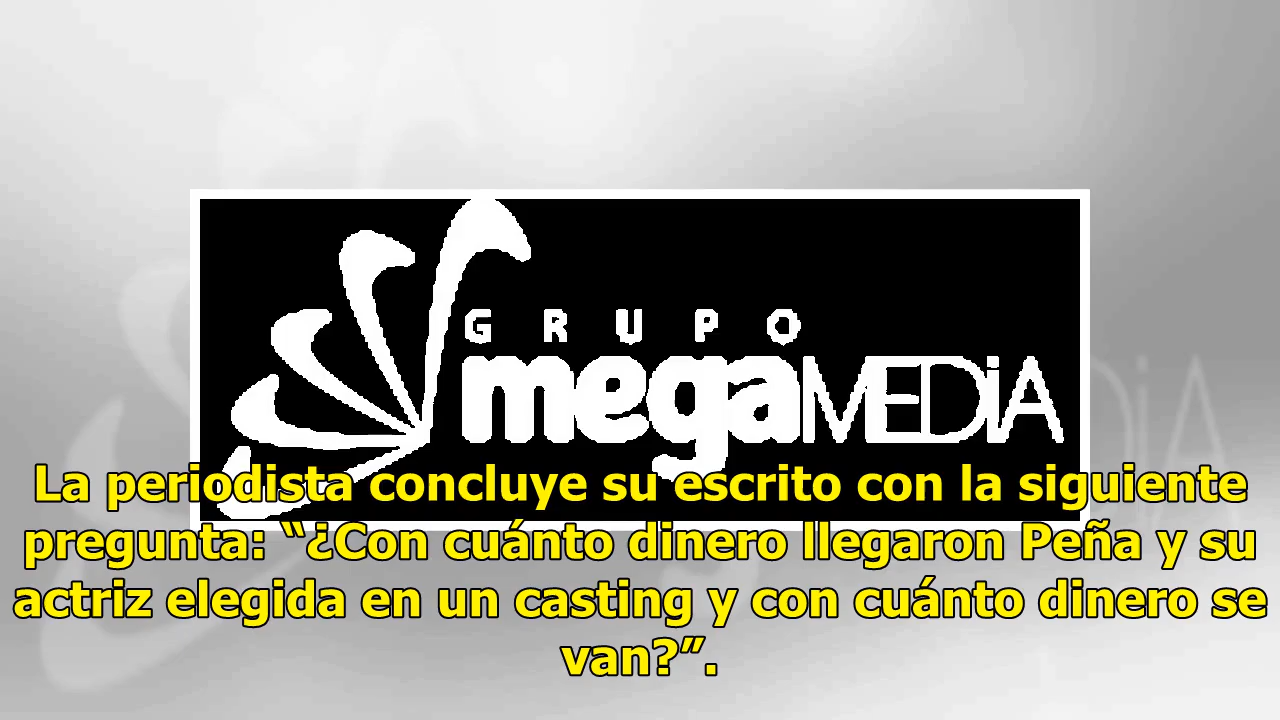 GRUPO
megaMEDiA
La periodista concluye su escrito con la siguiente
pregunta: “¿Con cuánto dinero llegaron Peña y su
actriz elegida en un casting y con cuánto dinero se
van?”.